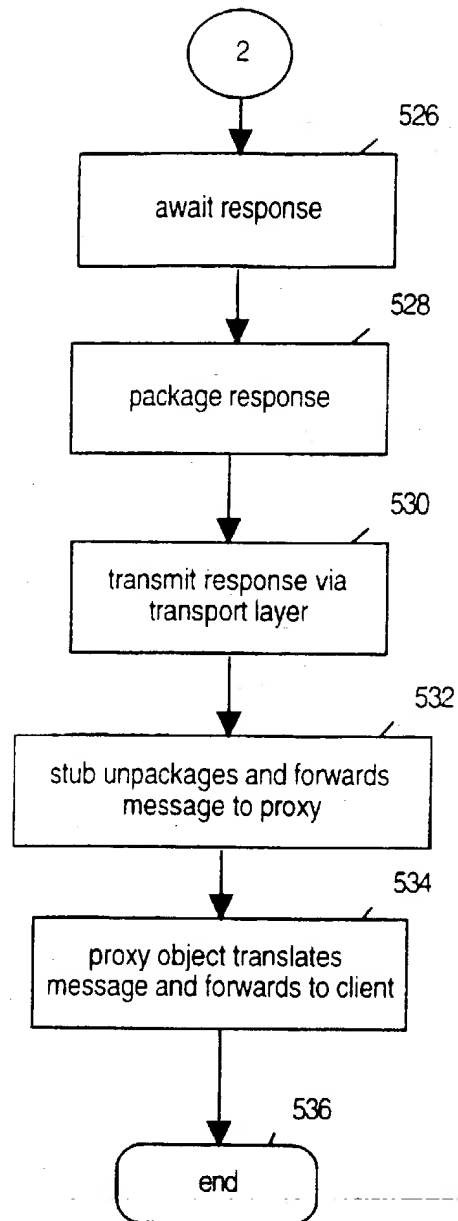 2
526
await response
528
package response
530
transmit response via
transport layer
532
stub unpackages and forwards
message to proxy
534
proxy object translates
message and forwards to client
536
end